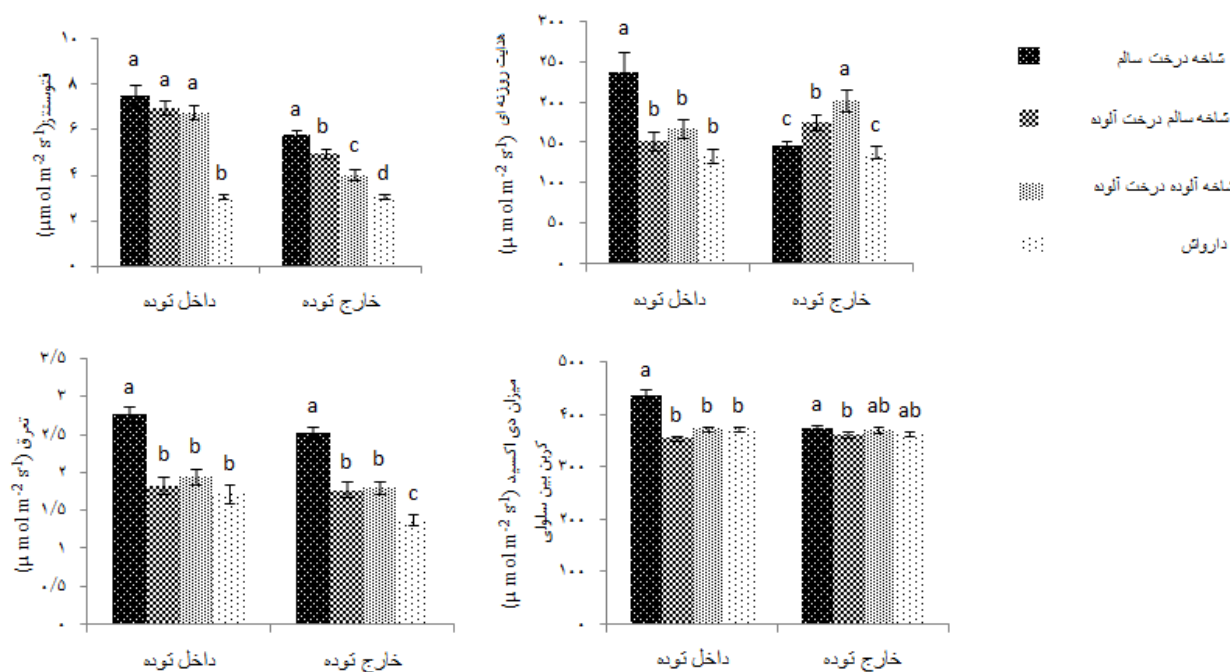 فتوسنتز (μmol m⁻² s⁻¹)
۱۰
۸
۶
۴
۲
۰
a
a
a
b
a
b
c
d
داخل توده
خارج توده
هدایت روزنه ای (μ mol m⁻² s⁻¹)
۳۰۰
۲۵۰
۲۰۰
۱۵۰
۱۰۰
۵۰
۰
a
b
b
b
c
b
a
c
داخل توده
خارج توده
شاخه درخت سالم
شاخه سالم درخت آلوده
شاخه آلوده درخت آلوده
دارواش
تعرق (μ mol m⁻² s⁻¹)
۳/۵
۳
۲/۵
۲
۱/۵
۱
۰/۵
۰
a
b
b
b
a
b
b
c
داخل توده
خارج توده
میزان دی اکسید (μ mol m⁻² s⁻¹)
کربن بین سلولی
۵۰۰
۴۰۰
۳۰۰
۲۰۰
۱۰۰
۰
a
b
b
b
a
b
ab
ab
داخل توده
خارج توده